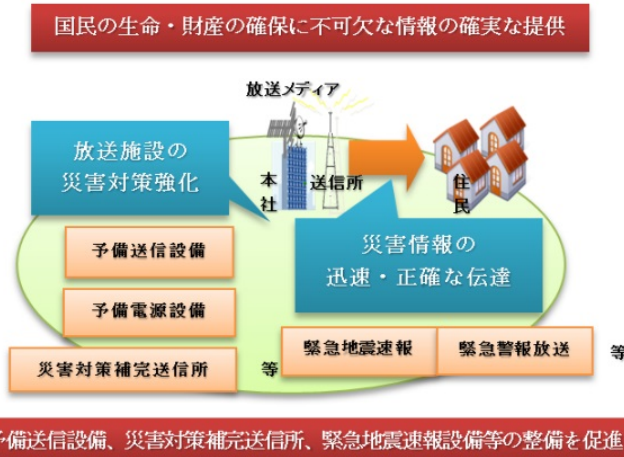 国民の生命・財産の確保に不可欠な情報の確実な提供
放送メディア
放送施設の
災害対策強化
本社
送信所
住民
災害情報の
迅速・正確な伝達
予備送信設備
予備電源設備
災害対策補完送信所
等
緊急地震速報
緊急警報放送
等
予備送信設備、災害対策補完送信所、緊急地震速報設備等の整備を促進